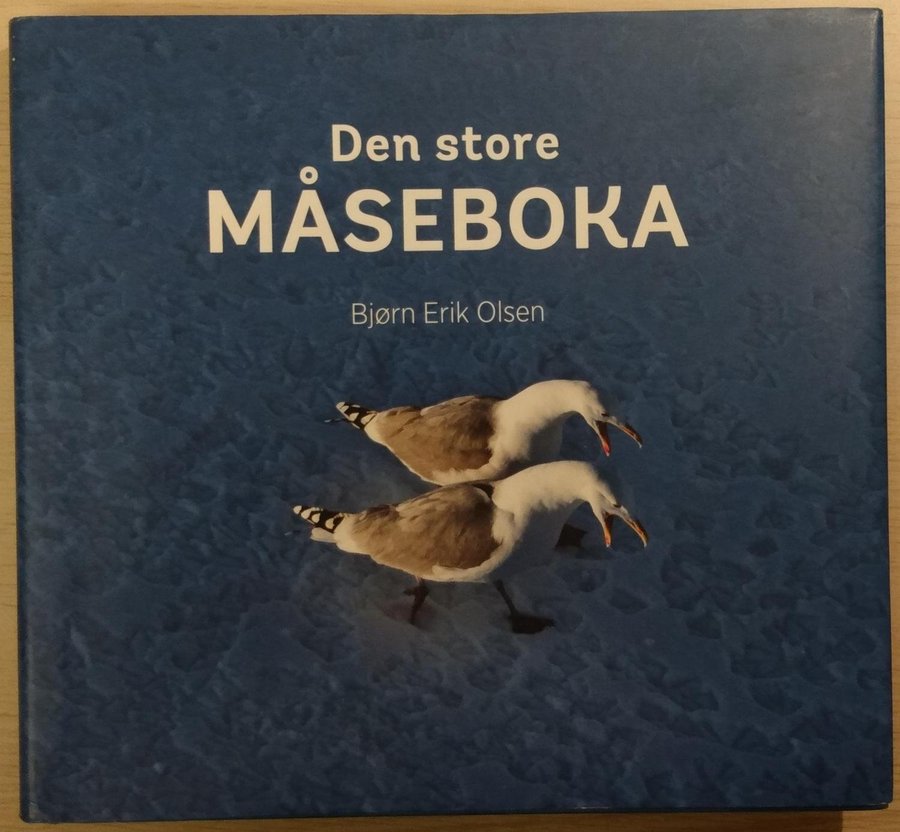 Den store
MÅSEBOKA
Bjørn Erik Olsen